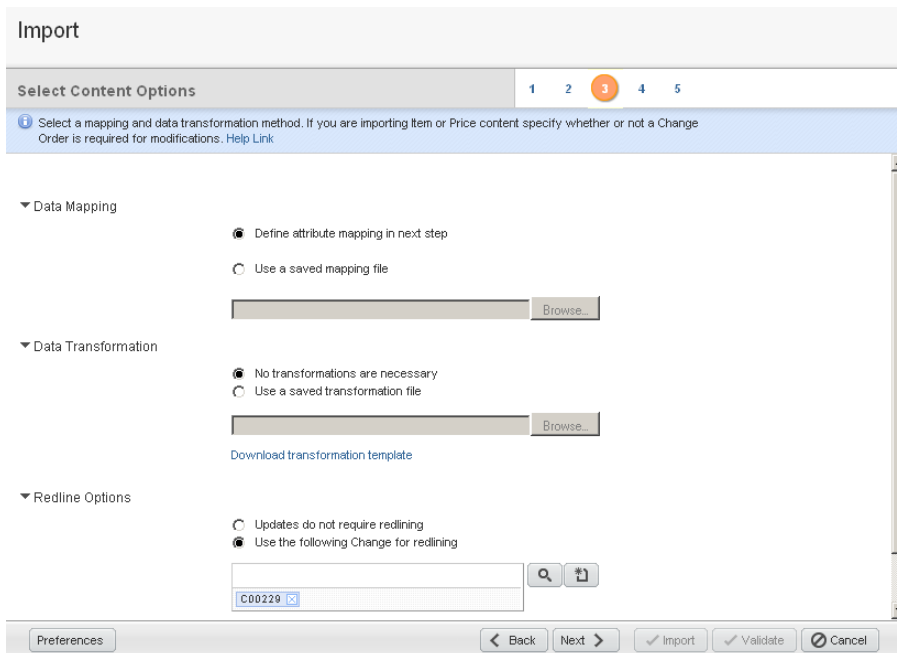 Import
Select Content Options
1 2 3 4 5
Select a mapping and data transformation method. If you are importing Item or Price content specify whether or not a Change
Order is required for modifications. Help Link
Data Mapping
Define attribute mapping in next step
Use a saved mapping file
Browse...
Data Transformation
No transformations are necessary
Use a saved transformation file
Browse...
Download transformation template
Redline Options
Updates do not require redlining
Use the following Change for redlining
C00229
Preferences Back Next Import Validate Cancel